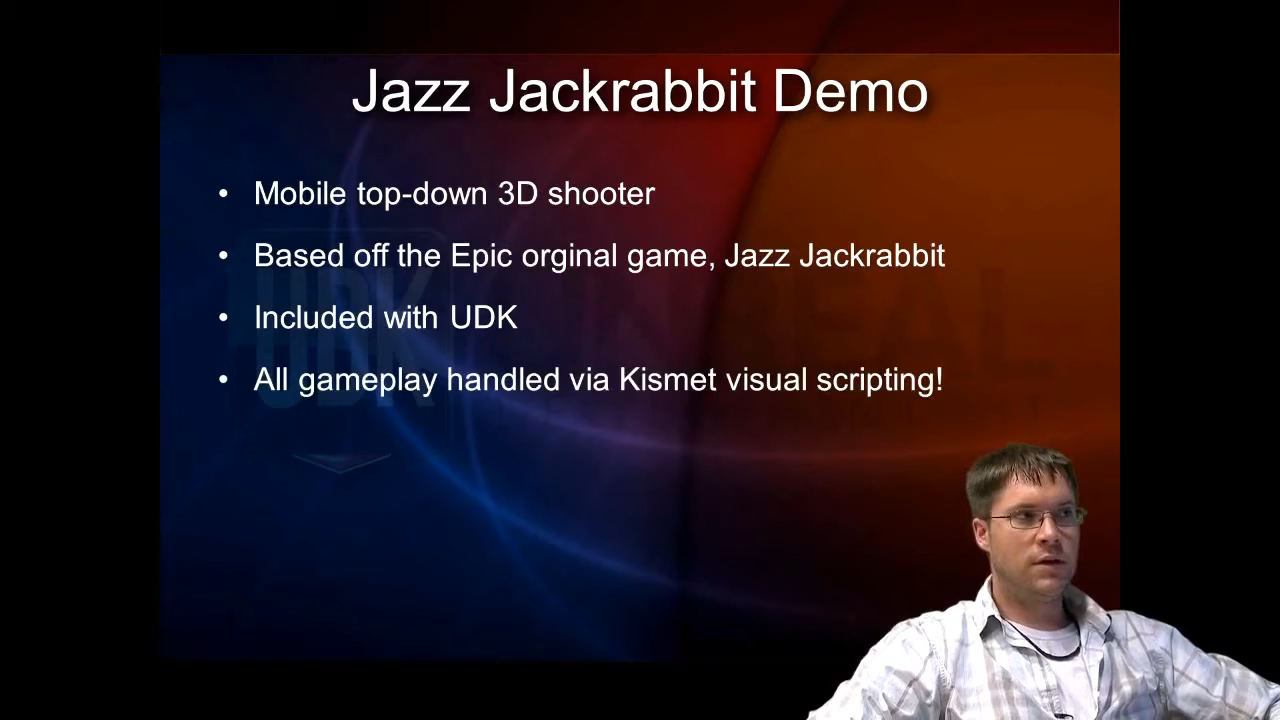 Jazz Jackrabbit Demo
• Mobile top-down 3D shooter
• Based off the Epic orginal game, Jazz Jackrabbit
• Included with UDK
• All gameplay handled via Kismet visual scripting!
UDK